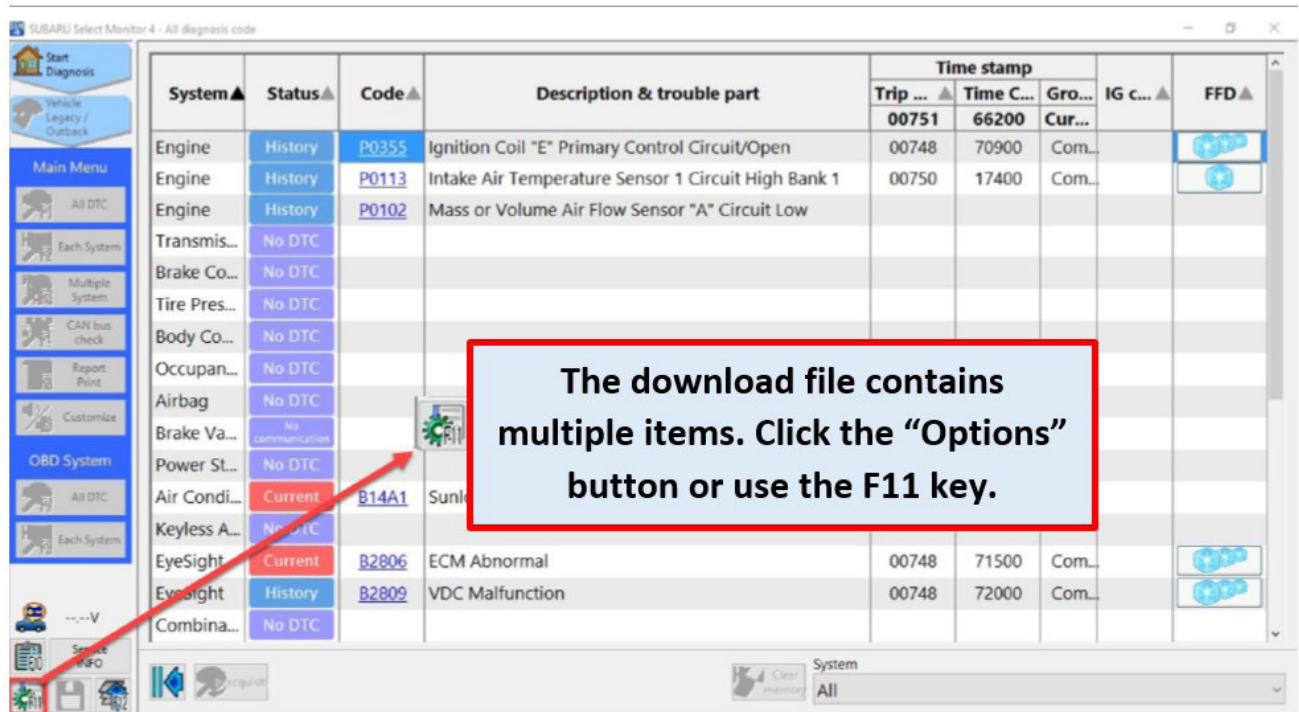 SUBARU Select Monitor 4 - All diagnosis code
Start
Diagnosis
Vehicle
Legacy /
Outback
Main Menu
All DTC
Each System
Multiple
System
CAN bus
check
Report
Print
Customize
OBD System
All DTC
Each System
--.--V
F10
Service
INFO
F11
F12
System Status Code Description & trouble part Time stamp IG c... FFD
Trip ... Time C... Gro...
00751 66200 Cur...
Engine History P0355 Ignition Coil "E" Primary Control Circuit/Open 00748 70900 Com...
Engine History P0113 Intake Air Temperature Sensor 1 Circuit High Bank 1 00750 17400 Com...
Engine History P0102 Mass or Volume Air Flow Sensor "A" Circuit Low
Transmis... No DTC
Brake Co... No DTC
Tire Pres... No DTC
Body Co... No DTC
Occupan... No DTC
Airbag No DTC
Brake Va... No communication
Power St... No DTC
Air Condi... Current B14A1
Keyless A... No DTC
EyeSight Current B2806 ECM Abnormal 00748 71500 Com...
EyeSight History B2809 VDC Malfunction 00748 72000 Com...
Combina... No DTC
F11
The download file contains
multiple items. Click the “Options”
button or use the F11 key.
Clear
memory
System
All